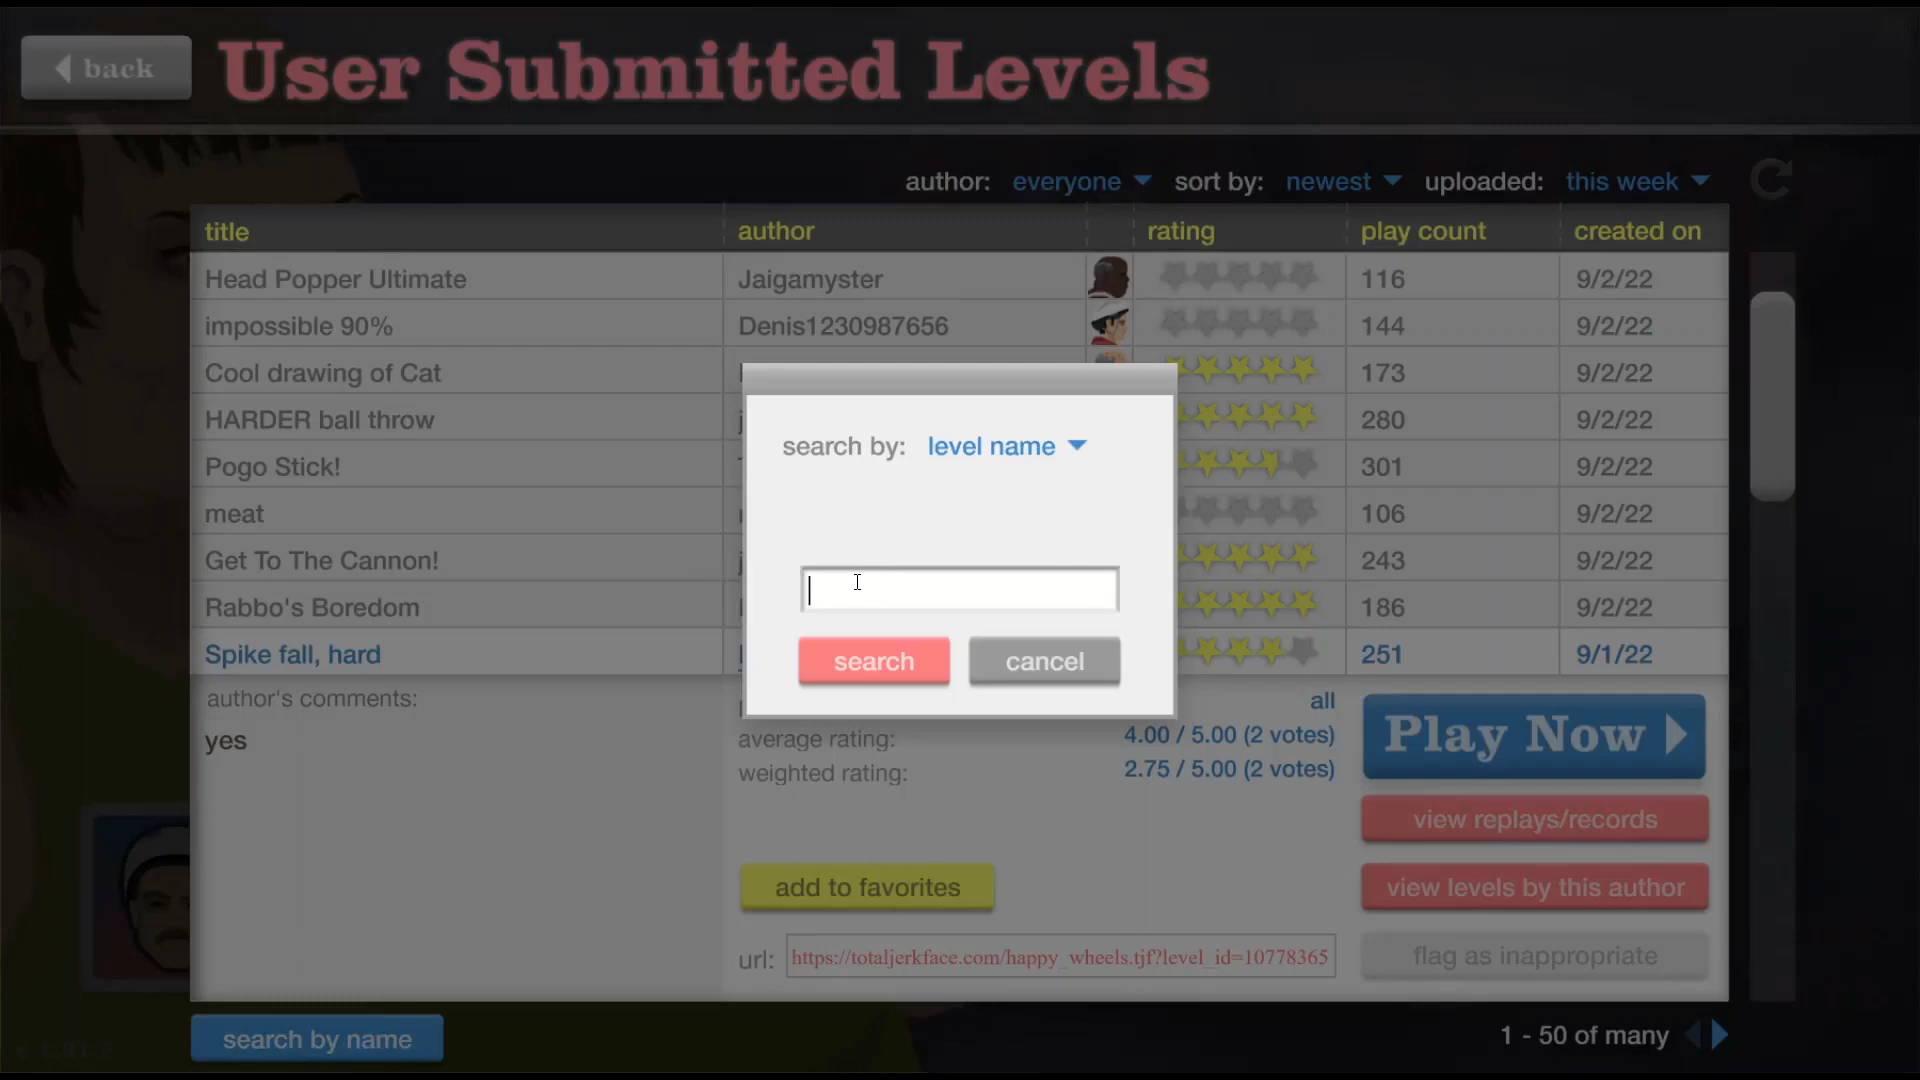 back
User Submitted Levels
author: everyone sort by: newest uploaded: this week
title author rating play count created on
Head Popper Ultimate Jaigamyster 116 9/2/22
impossible 90% Denis1230987656 144 9/2/22
Cool drawing of Cat 173 9/2/22
HARDER ball throw 280 9/2/22
Pogo Stick! 301 9/2/22
meat 106 9/2/22
Get To The Cannon! 243 9/2/22
Rabbo's Boredom 186 9/2/22
Spike fall, hard 251 9/1/22
search by: level name
search cancel
author's comments:
yes
all
average rating: 4.00 / 5.00 (2 votes)
weighted rating: 2.75 / 5.00 (2 votes)
Play Now
view replays/records
add to favorites
view levels by this author
url: https://totaljerkface.com/happy_wheels.tjf?level_id=10778365
flag as inappropriate
search by name
1 - 50 of many